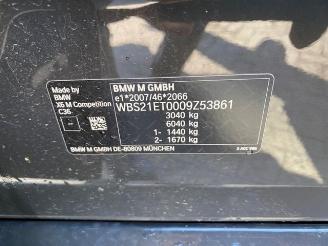 Made by
BMW
X6 M Competition
C36
BMW M GMBH
e1*2007/46*2066
WBS21ET0009Z53861
3040 kg
6040 kg
1- 1440 kg
2- 1670 kg
BMW M GMBH DE-80809 MÜNCHEN